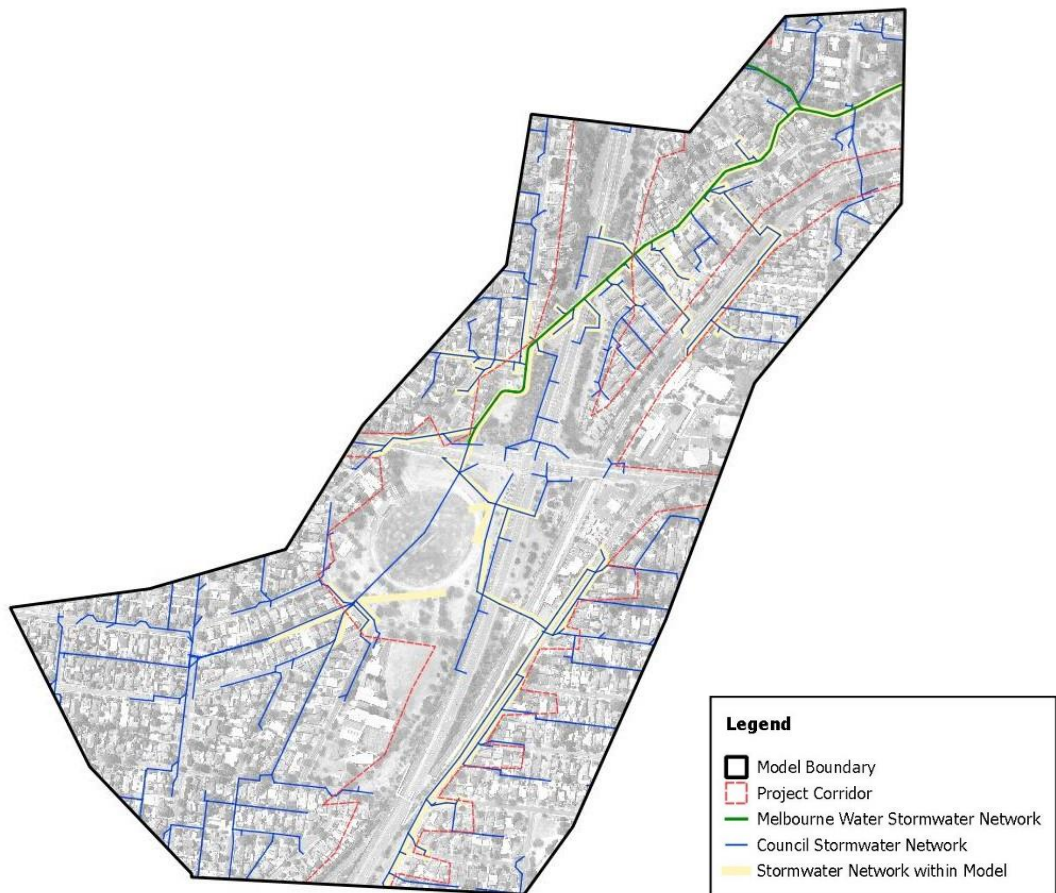 Legend
Model Boundary
Project Corridor
Melbourne Water Stormwater Network
Council Stormwater Network
Stormwater Network within Model